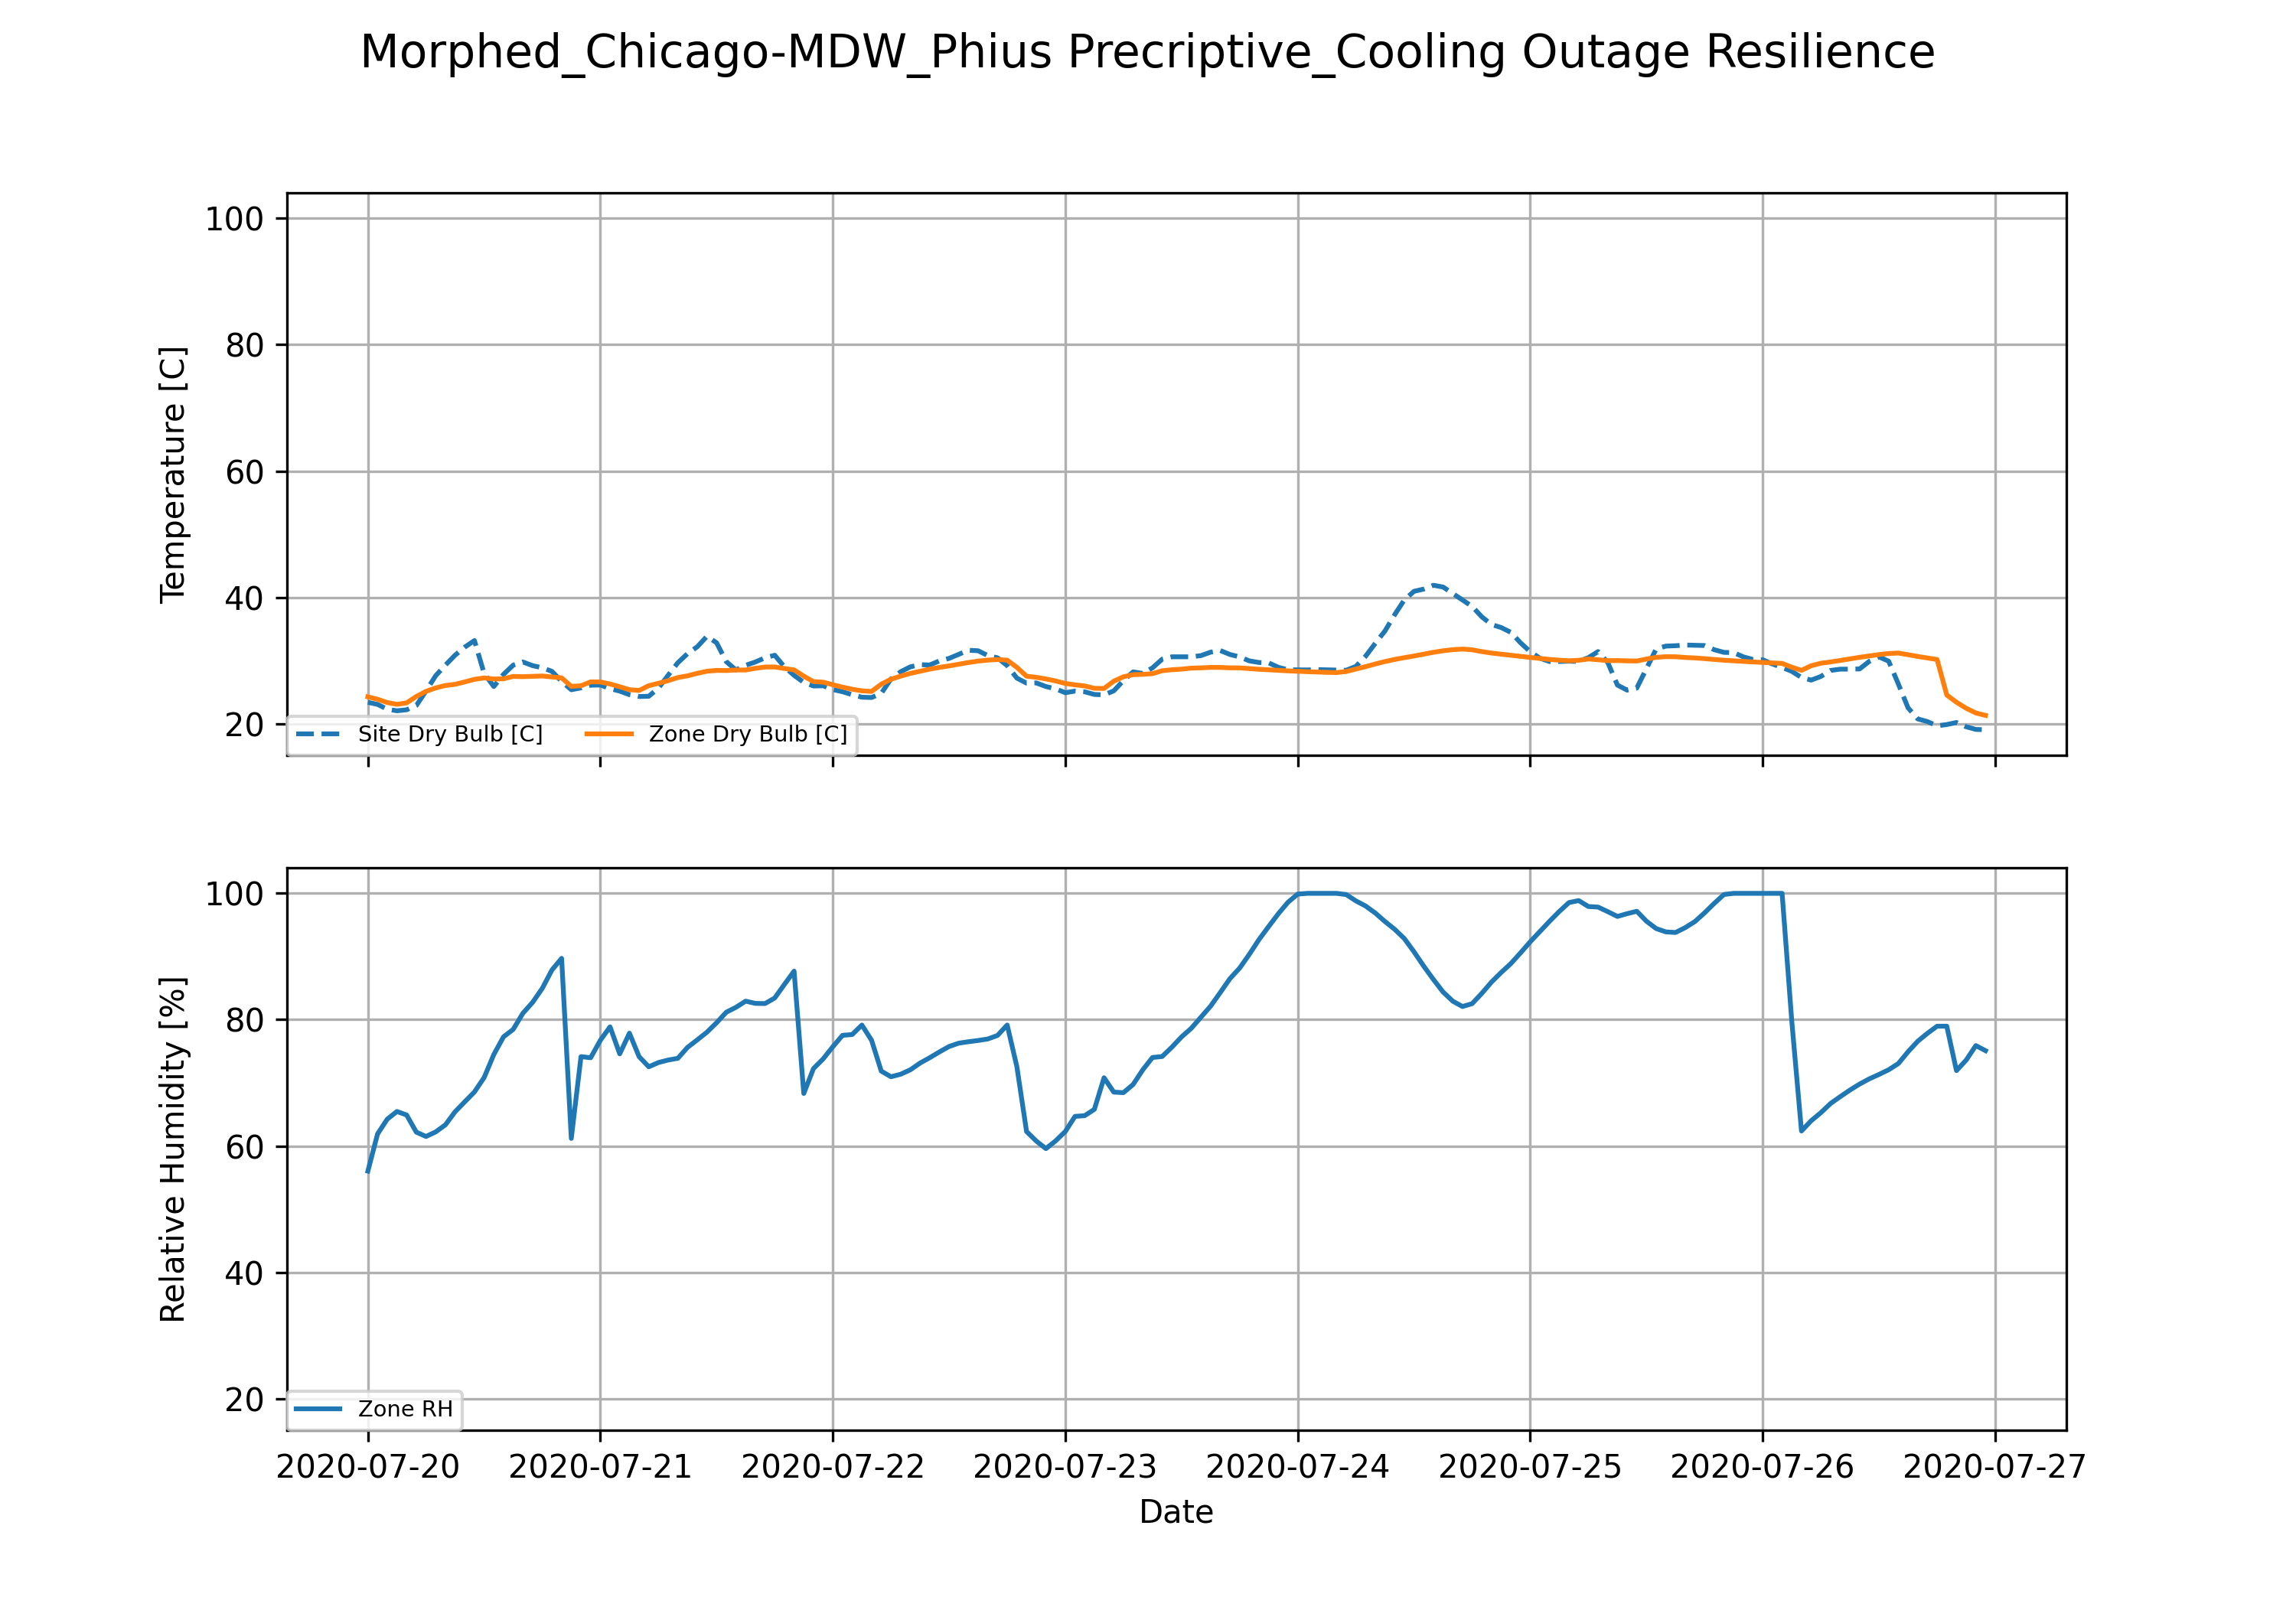 Morphed_Chicago-MDW_Phius Precriptive_Cooling Outage Resilience
100
80
60
40
20
Temperature [C]
Site Dry Bulb [C] Zone Dry Bulb [C]
100
80
60
40
20
Relative Humidity [%]
Zone RH
2020-07-20 2020-07-21 2020-07-22 2020-07-23 2020-07-24 2020-07-25 2020-07-26 2020-07-27
Date